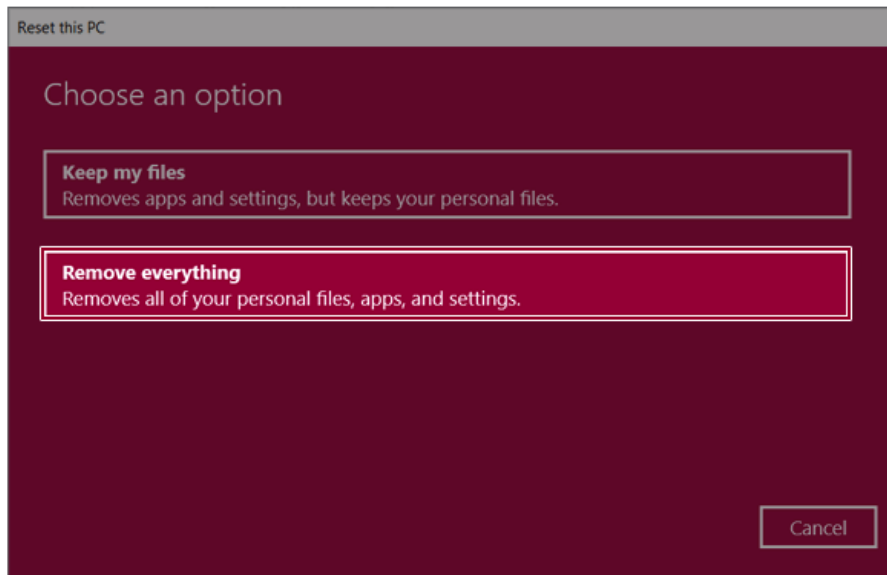 Reset this PC
Choose an option
Keep my files
Removes apps and settings, but keeps your personal files.
Remove everything
Removes all of your personal files, apps, and settings.
Cancel